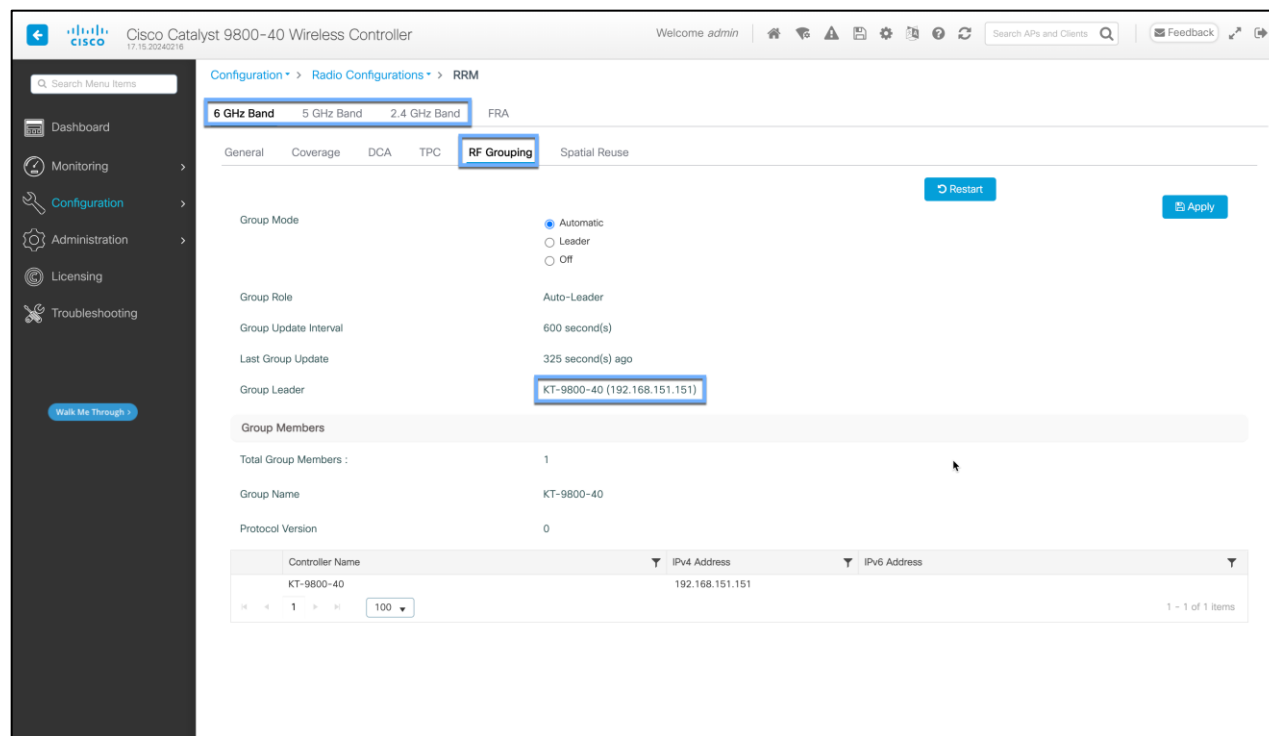 CISCO
Cisco Catalyst 9800-40 Wireless Controller
17.15.20240216
Welcome admin
Search APs and Clients
Feedback
Search Menu Items
Dashboard
Monitoring
Configuration
Administration
Licensing
Troubleshooting
Walk Me Through >
Configuration > Radio Configurations > RRM
6 GHz Band 5 GHz Band 2.4 GHz Band FRA
General Coverage DCA TPC RF Grouping Spatial Reuse
Restart
Apply
Group Mode
Automatic
Leader
Off
Group Role Auto-Leader
Group Update Interval 600 second(s)
Last Group Update 325 second(s) ago
Group Leader KT-9800-40 (192.168.151.151)
Group Members
Total Group Members : 1
Group Name KT-9800-40
Protocol Version 0
Controller Name IPv4 Address IPv6 Address
KT-9800-40 192.168.151.151
1 100 1 - 1 of 1 items